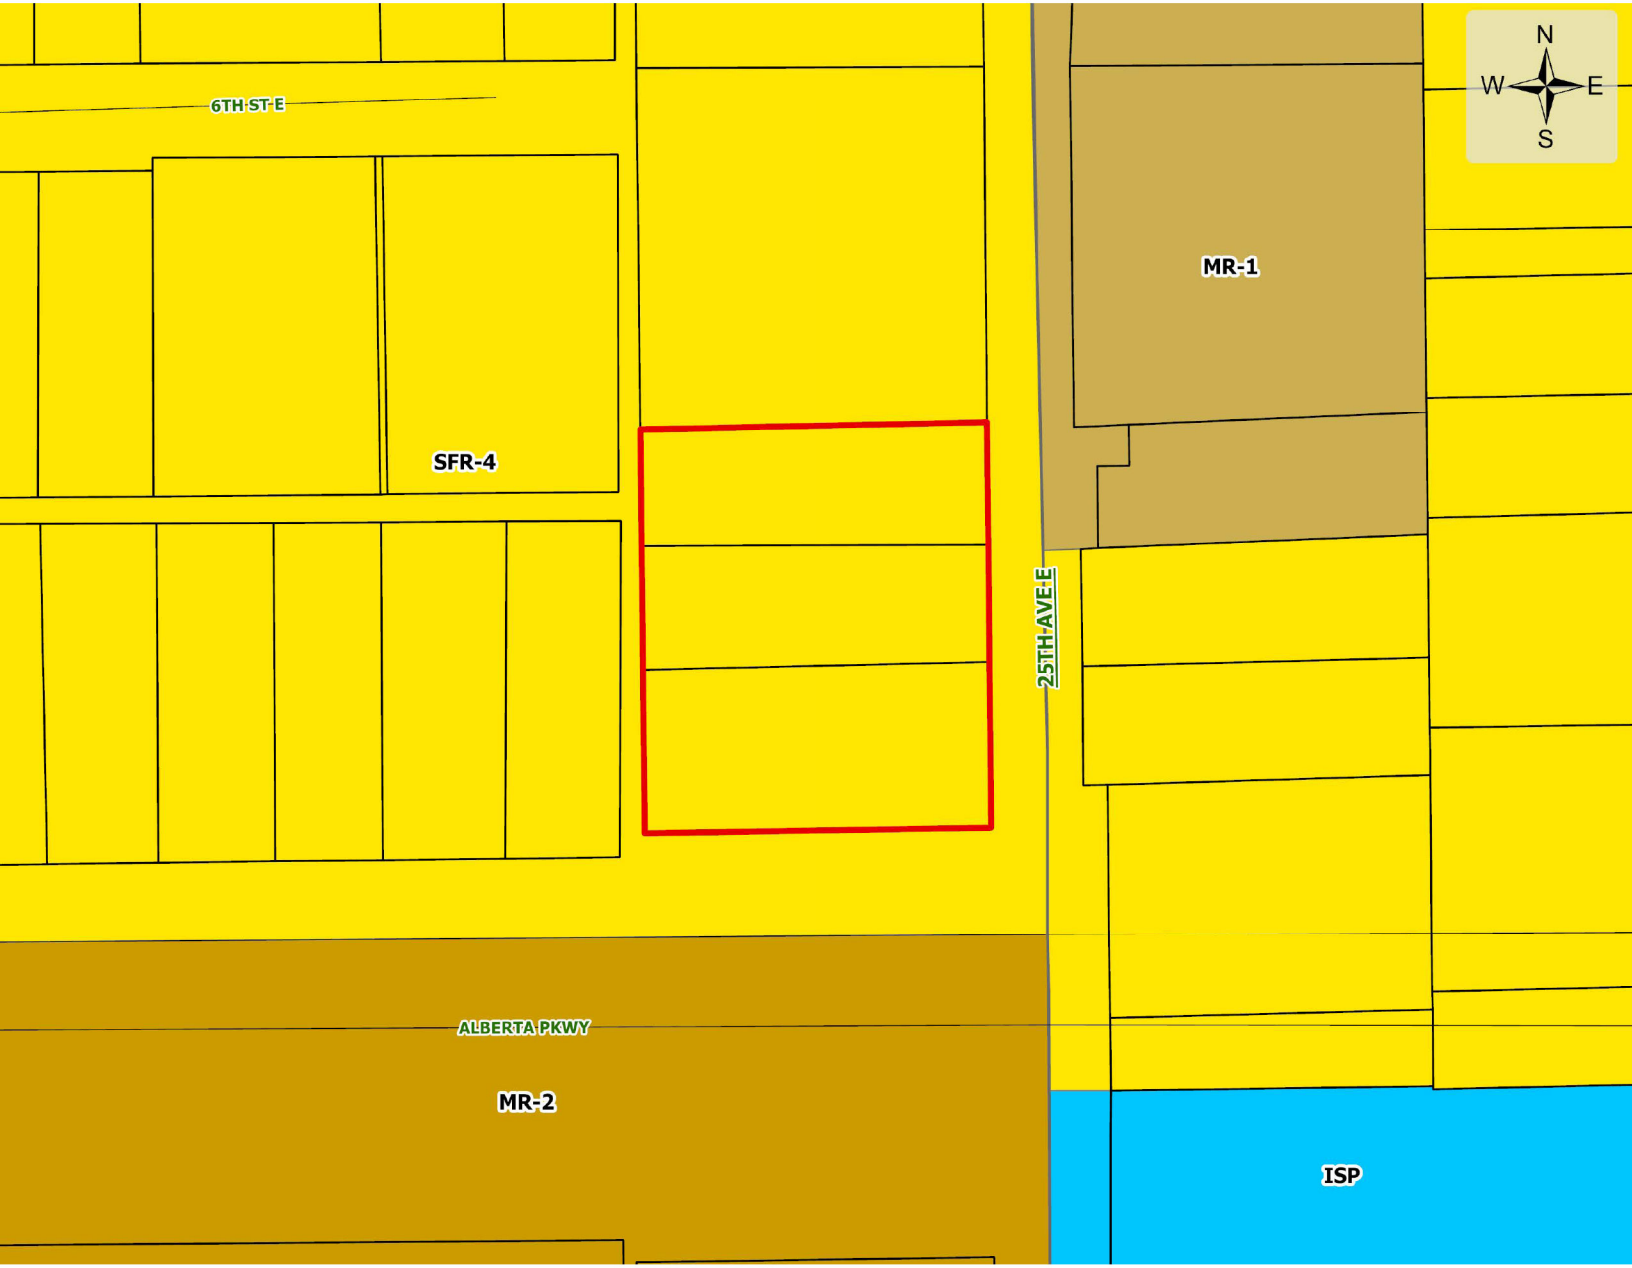 N
W E
S
6TH ST E
MR-1
SFR-4
25TH AVE E
ALBERTA PKWY
MR-2
ISP